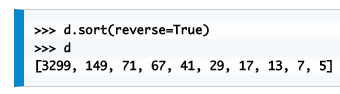 >>> d.sort(reverse=True)
>>> d
[3299, 149, 71, 67, 41, 29, 17, 13, 7, 5]